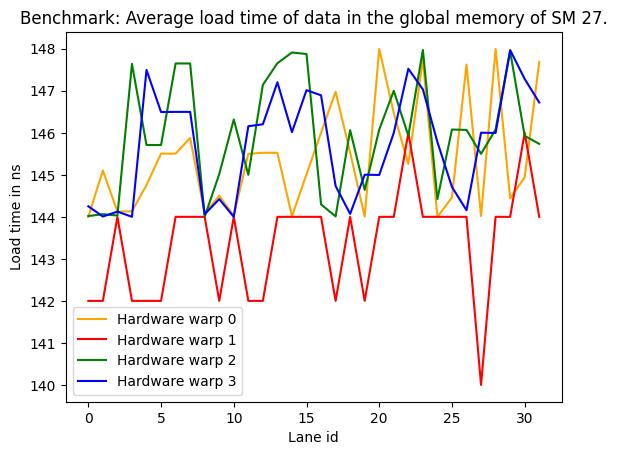 Benchmark: Average load time of data in the global memory of SM 27.
148
147
146
145
144
143
142
141
140
Load time in ns
Hardware warp 0
Hardware warp 1
Hardware warp 2
Hardware warp 3
0 5 10 15 20 25 30
Lane id